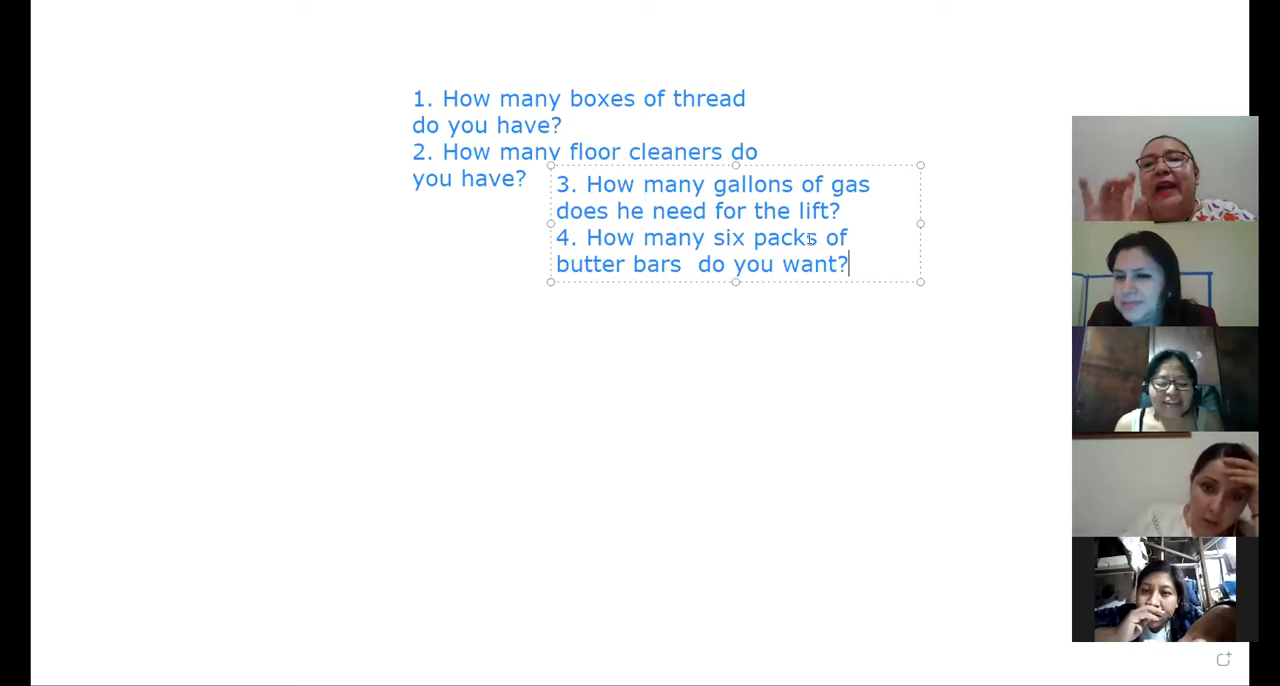 1. How many boxes of thread
do you have?
2. How many floor cleaners do
you have?
3. How many gallons of gas
does he need for the lift?
4. How many six packs of
butter bars  do you want?